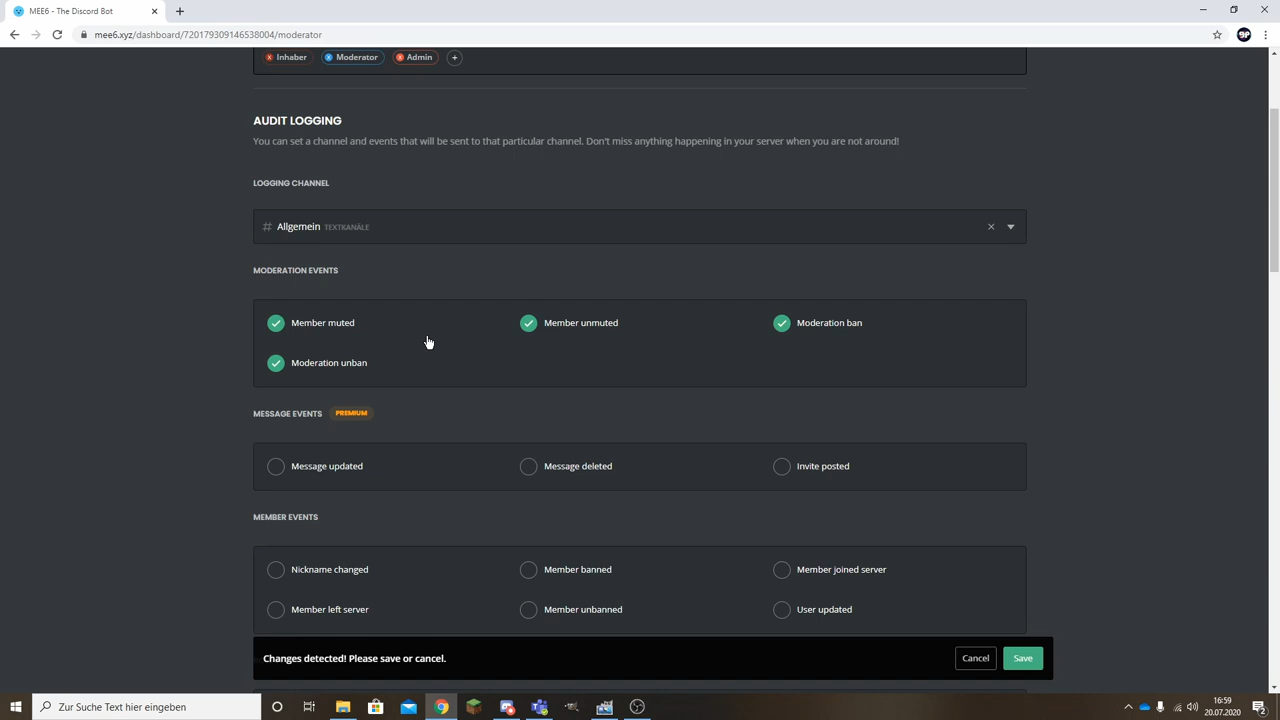 MEE6 - The Discord Bot
mee6.xyz/dashboard/720179309146538004/moderator
Inhaber Moderator Admin +
AUDIT LOGGING
You can set a channel and events that will be sent to that particular channel. Don't miss anything happening in your server when you are not around!
LOGGING CHANNEL
# Allgemein TEXTKANÄLE
MODERATION EVENTS
Member muted Member unmuted Moderation ban
Moderation unban
MESSAGE EVENTS PREMIUM
Message updated Message deleted Invite posted
MEMBER EVENTS
Nickname changed Member banned Member joined server
Member left server Member unbanned User updated
Changes detected! Please save or cancel. Cancel Save
Zur Suche Text hier eingeben
16:59
20.07.2020
2